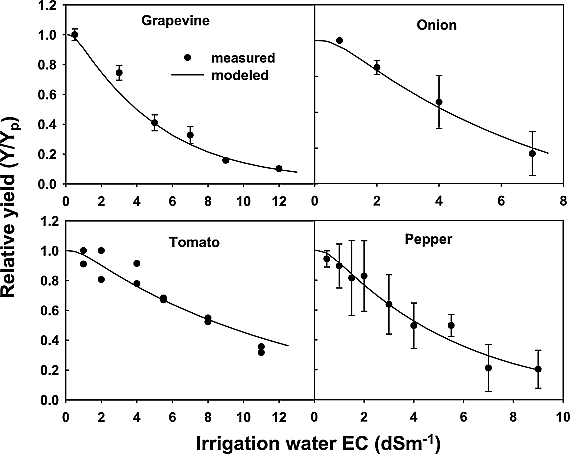 Grapevine
measured
modeled
1.2
1.0
0.8
0.6
0.4
0.2
0.0
0 2 4 6 8 10 12
Onion
0 2 4 6 8
Relative yield (Y/Yp)
Tomato
1.2
1.0
0.8
0.6
0.4
0.2
0.0
0 2 4 6 8 10 12
Pepper
0 2 4 6 8 10
Irrigation water EC (dSm-1)